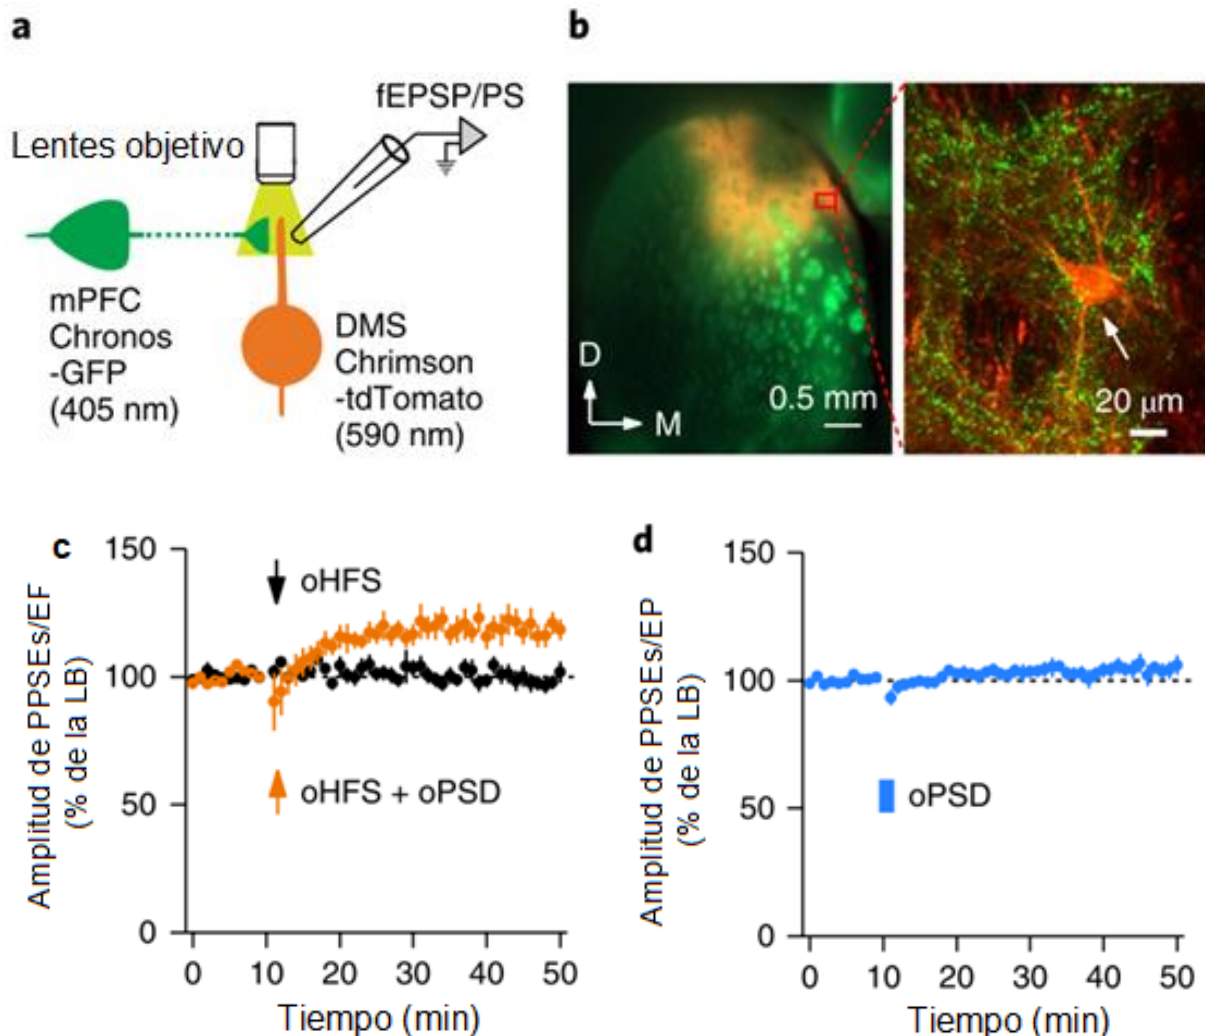 a
fEPSP/PS
Lentes objetivo
mPFC
Chronos
-GFP
(405 nm)
DMS
Chrimson
-tdTomato
(590 nm)
b
D
M
0.5 mm
20 μm
c
Amplitud de PPSEs/EF
(% de la LB)
150
100
50
0
oHFS
oHFS + oPSD
0 10 20 30 40 50
Tiempo (min)
d
Amplitud de PPSEs/EP
(% de la LB)
150
100
50
0
oPSD
0 10 20 30 40 50
Tiempo (min)